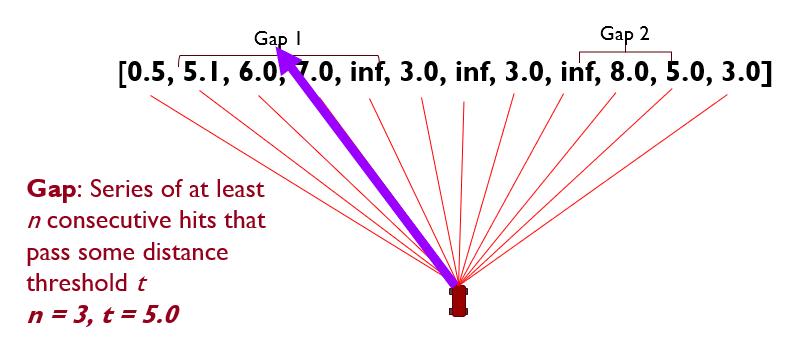 Gap 1
Gap 2
[0.5, 5.1, 6.0, 7.0, inf, 3.0, inf, 3.0, inf, 8.0, 5.0, 3.0]
Gap: Series of at least
n consecutive hits that
pass some distance
threshold t
n = 3, t = 5.0